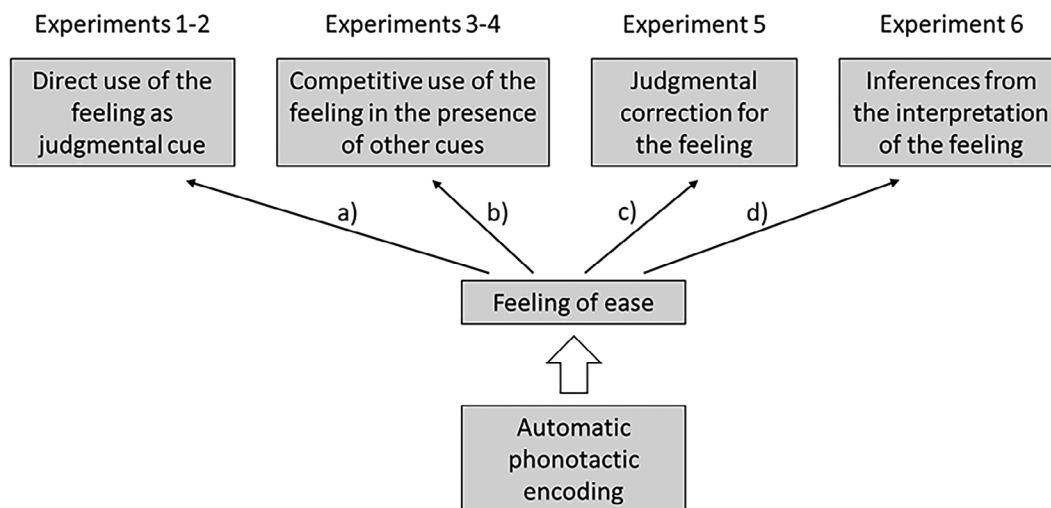 Experiments 1-2
Experiments 3-4
Experiment 5
Experiment 6
Direct use of the
feeling as
judgmental cue
Competitive use of the
feeling in the presence
of other cues
Judgmental
correction for
the feeling
Inferences from
the interpretation
of the feeling
a)
b)
c)
d)
Feeling of ease
Automatic
phonotactic
encoding